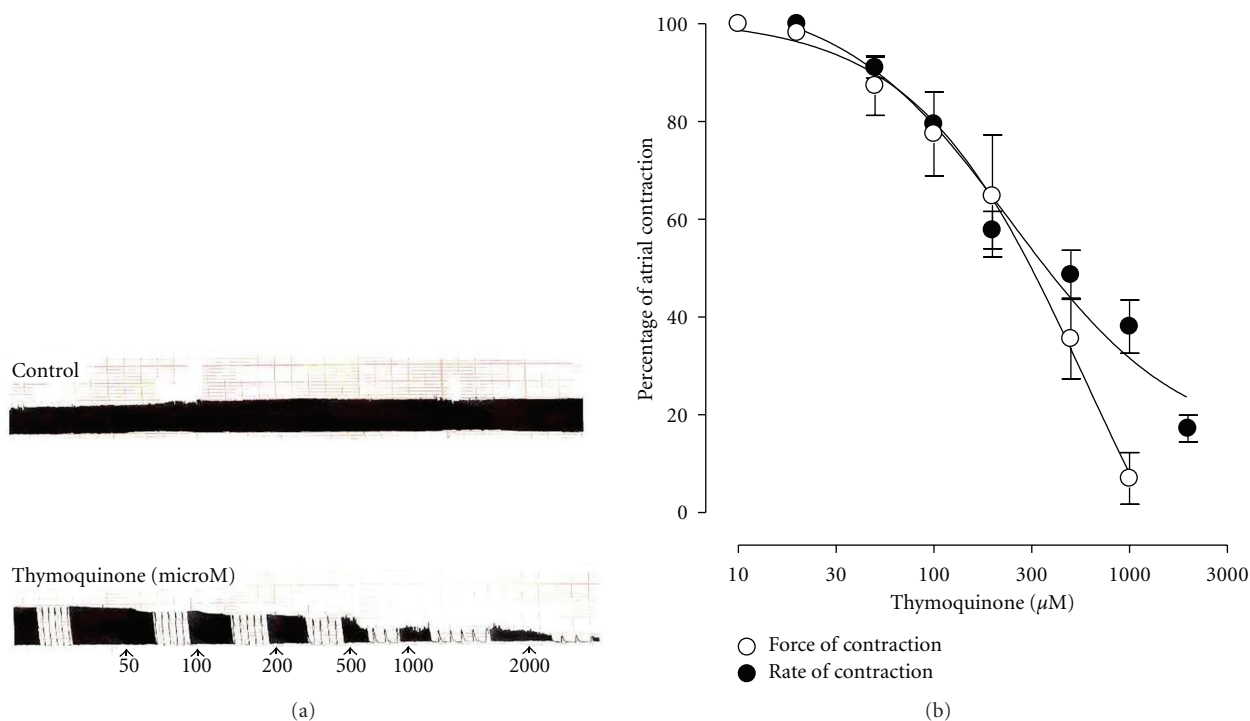 Control
Thymoquinone (microM)
50 100 200 500 1000 2000
(a)
Percentage of atrial contraction
100
80
60
40
20
0
10 30 100 300 1000 3000
Thymoquinone (µM)
Force of contraction
Rate of contraction
(b)